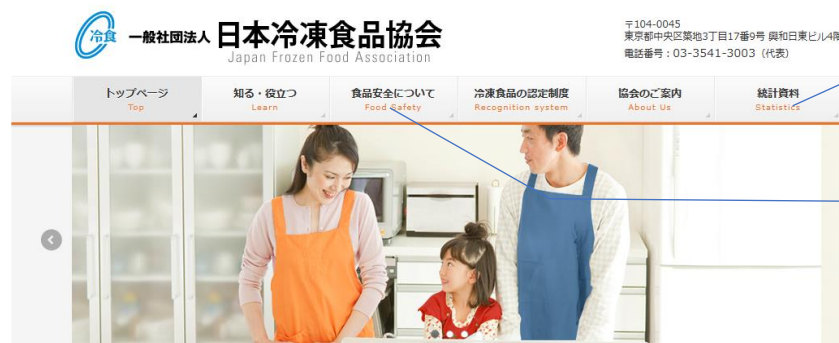 冷食
一般社団法人 日本冷凍食品協会
Japan Frozen Food Association
〒104-0045
東京都中央区築地3丁目17番9号 興和日東ビル4階
電話番号：03-3541-3003（代表）
トップページ 知る・役立つ 食品安全について 冷凍食品の認定制度 協会のご案内 統計資料
Top Learn Food Safety Recognition system About Us Statistics